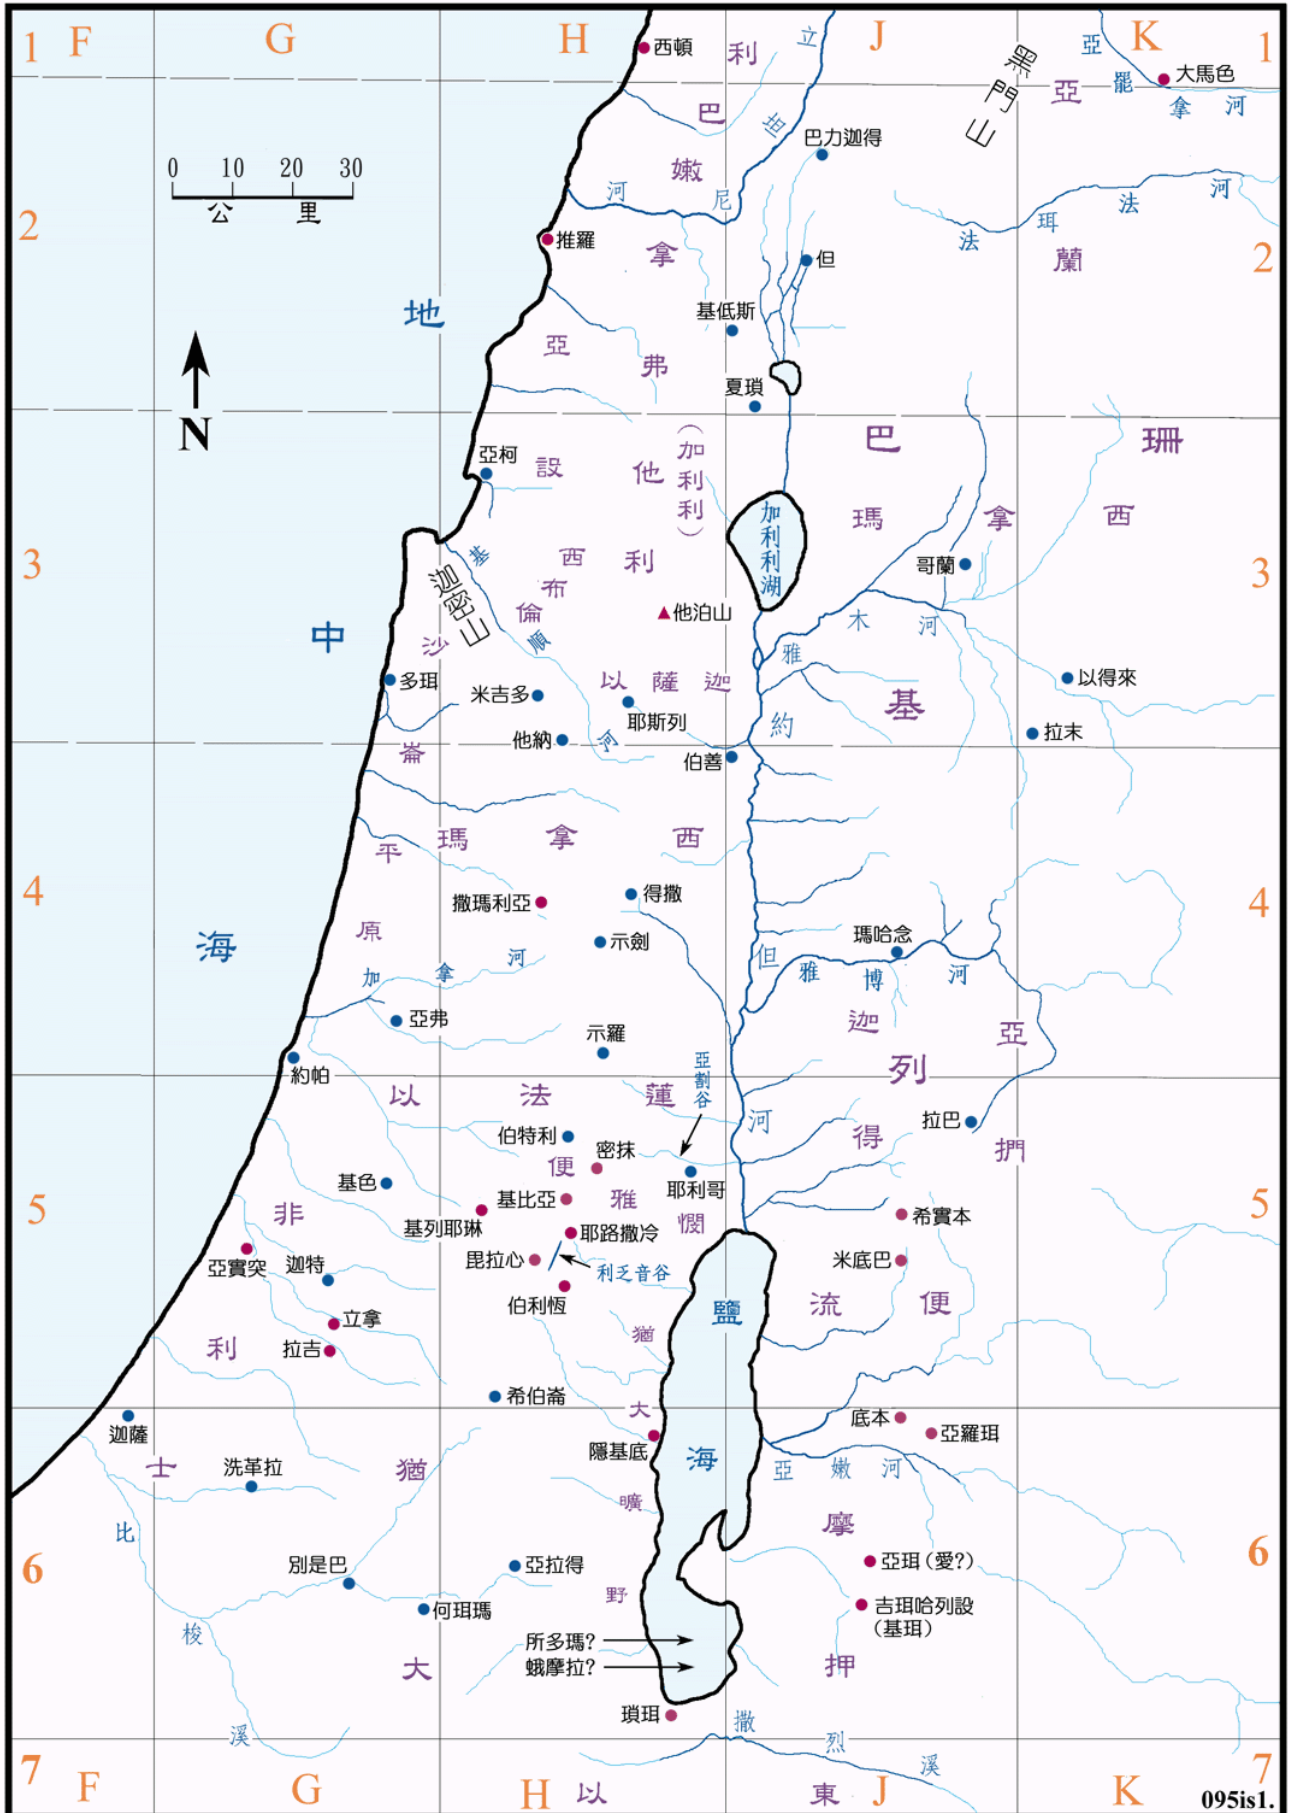 F G H J K
1 1
西頓
利
立
黑門山
亞
罷
拿 河
大馬色
亞
巴
坦
巴力迦得
嫩
0 10 20 30
公 里
河
尼
法 珥 法 河
2 2
推羅
拿
但
蘭
地
基低斯
亞
弗
夏瑣
N
巴 珊
亞柯
設
他
(加利利)
加利利湖
瑪 拿 西
3 3
基
順
河
西布倫
利
哥蘭
迦密山
他泊山
中
沙
木 河
雅
多珥
米吉多
以 薩 迦
耶斯列
以得來
基
約
拉末
他納
崙
伯善
平
瑪 拿 西
4 4
撒瑪利亞
得撒
原
示劍
海
加 拿 河
但
瑪哈念
雅 博 河
亞弗
示羅
迦
亞
列
約帕
亞割谷
以 法 蓮
河
伯特利
得
拉巴
捫
密抹
便
基色
耶利哥
5 5
非
基比亞
雅
憫
基列耶琳
耶路撒冷
希實本
亞實突
迦特
毘拉心
利乏音谷
米底巴
伯利恆
鹽
流 便
立拿
利
拉吉
猶
希伯崙
大
迦薩
底本
亞羅珥
隱基底
海
士
洗革拉
猶
亞 嫩 河
曠
比
摩
6 6
別是巴
亞拉得
亞珥(愛?)
野
何珥瑪
吉珥哈列設
(基珥)
梭
所多瑪?
蛾摩拉?
大
押
瑣珥
溪
撒 烈 溪
7 7
F G H 以 東 J K
095is1.